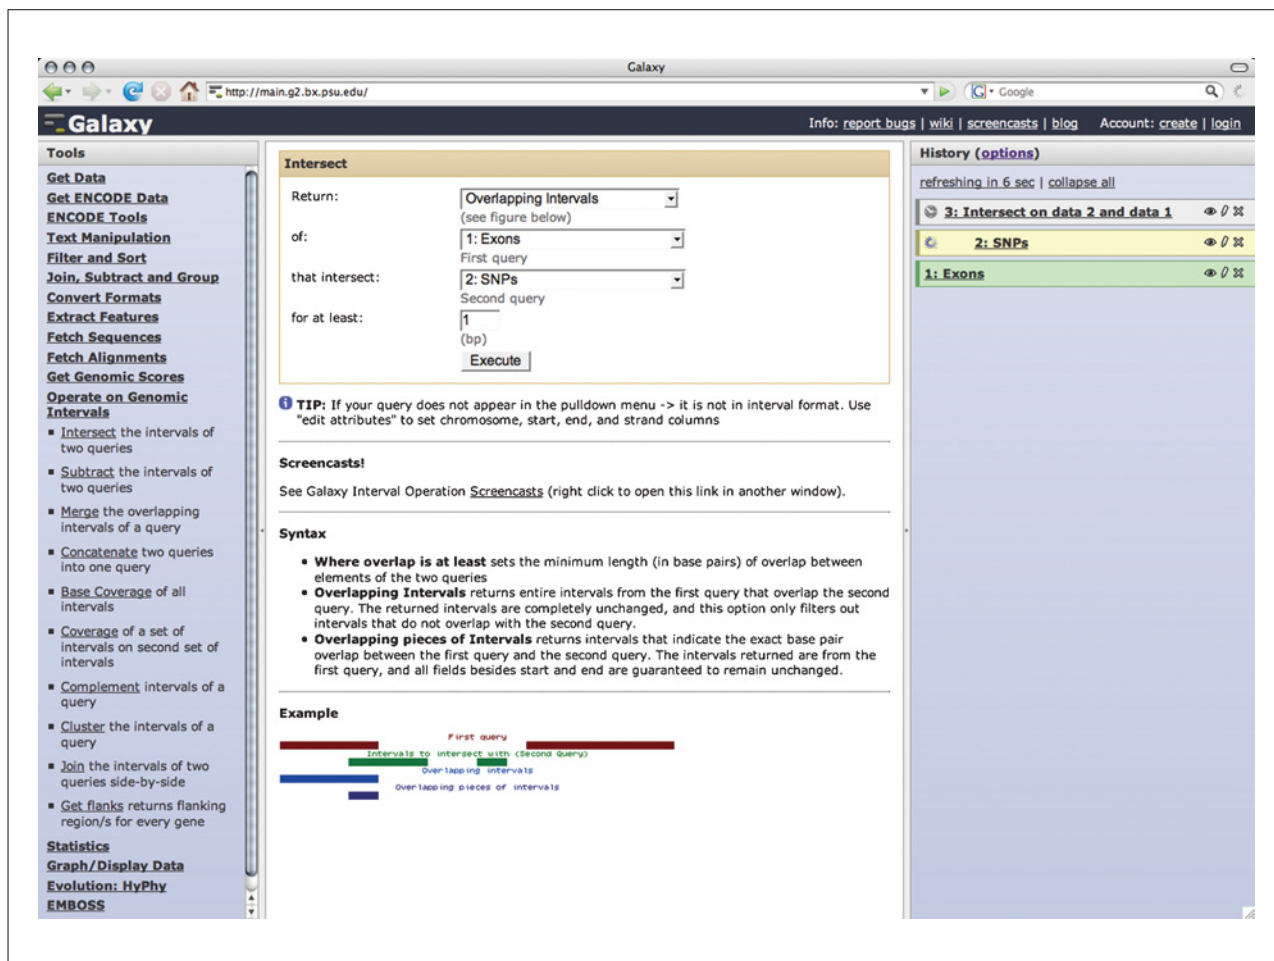 Galaxy
http://main.g2.bx.psu.edu/
Google
Galaxy
Info: report bugs | wiki | screencasts | blog Account: create | login
Tools
Get Data
Get ENCODE Data
ENCODE Tools
Text Manipulation
Filter and Sort
Join, Subtract and Group
Convert Formats
Extract Features
Fetch Sequences
Fetch Alignments
Get Genomic Scores
Operate on Genomic
Intervals
Intersect the intervals of
two queries
Subtract the intervals of
two queries
Merge the overlapping
intervals of a query
Concatenate two queries
into one query
Base Coverage of all
intervals
Coverage of a set of
intervals on second set of
intervals
Complement intervals of a
query
Cluster the intervals of a
query
Join the intervals of two
queries side-by-side
Get flanks returns flanking
region/s for every gene
Statistics
Graph/Display Data
Evolution: HyPhy
EMBOSS
Intersect
Return:
Overlapping Intervals
(see figure below)
of:
1: Exons
First query
that intersect:
2: SNPs
Second query
for at least:
1
(bp)
Execute
TIP: If your query does not appear in the pulldown menu -> it is not in interval format. Use
"edit attributes" to set chromosome, start, end, and strand columns
Screencasts!
See Galaxy Interval Operation Screencasts (right click to open this link in another window).
Syntax
• Where overlap is at least sets the minimum length (in base pairs) of overlap between
elements of the two queries
• Overlapping Intervals returns entire intervals from the first query that overlap the second
query. The returned intervals are completely unchanged, and this option only filters out
intervals that do not overlap with the second query.
• Overlapping pieces of Intervals returns intervals that indicate the exact base pair
overlap between the first query and the second query. The intervals returned are from the
first query, and all fields besides start and end are guaranteed to remain unchanged.
Example
First query
Intervals to intersect with (Second Query)
Overlapping intervals
Overlapping pieces of intervals
History (options)
refreshing in 6 sec | collapse all
3: Intersect on data 2 and data 1
2: SNPs
1: Exons